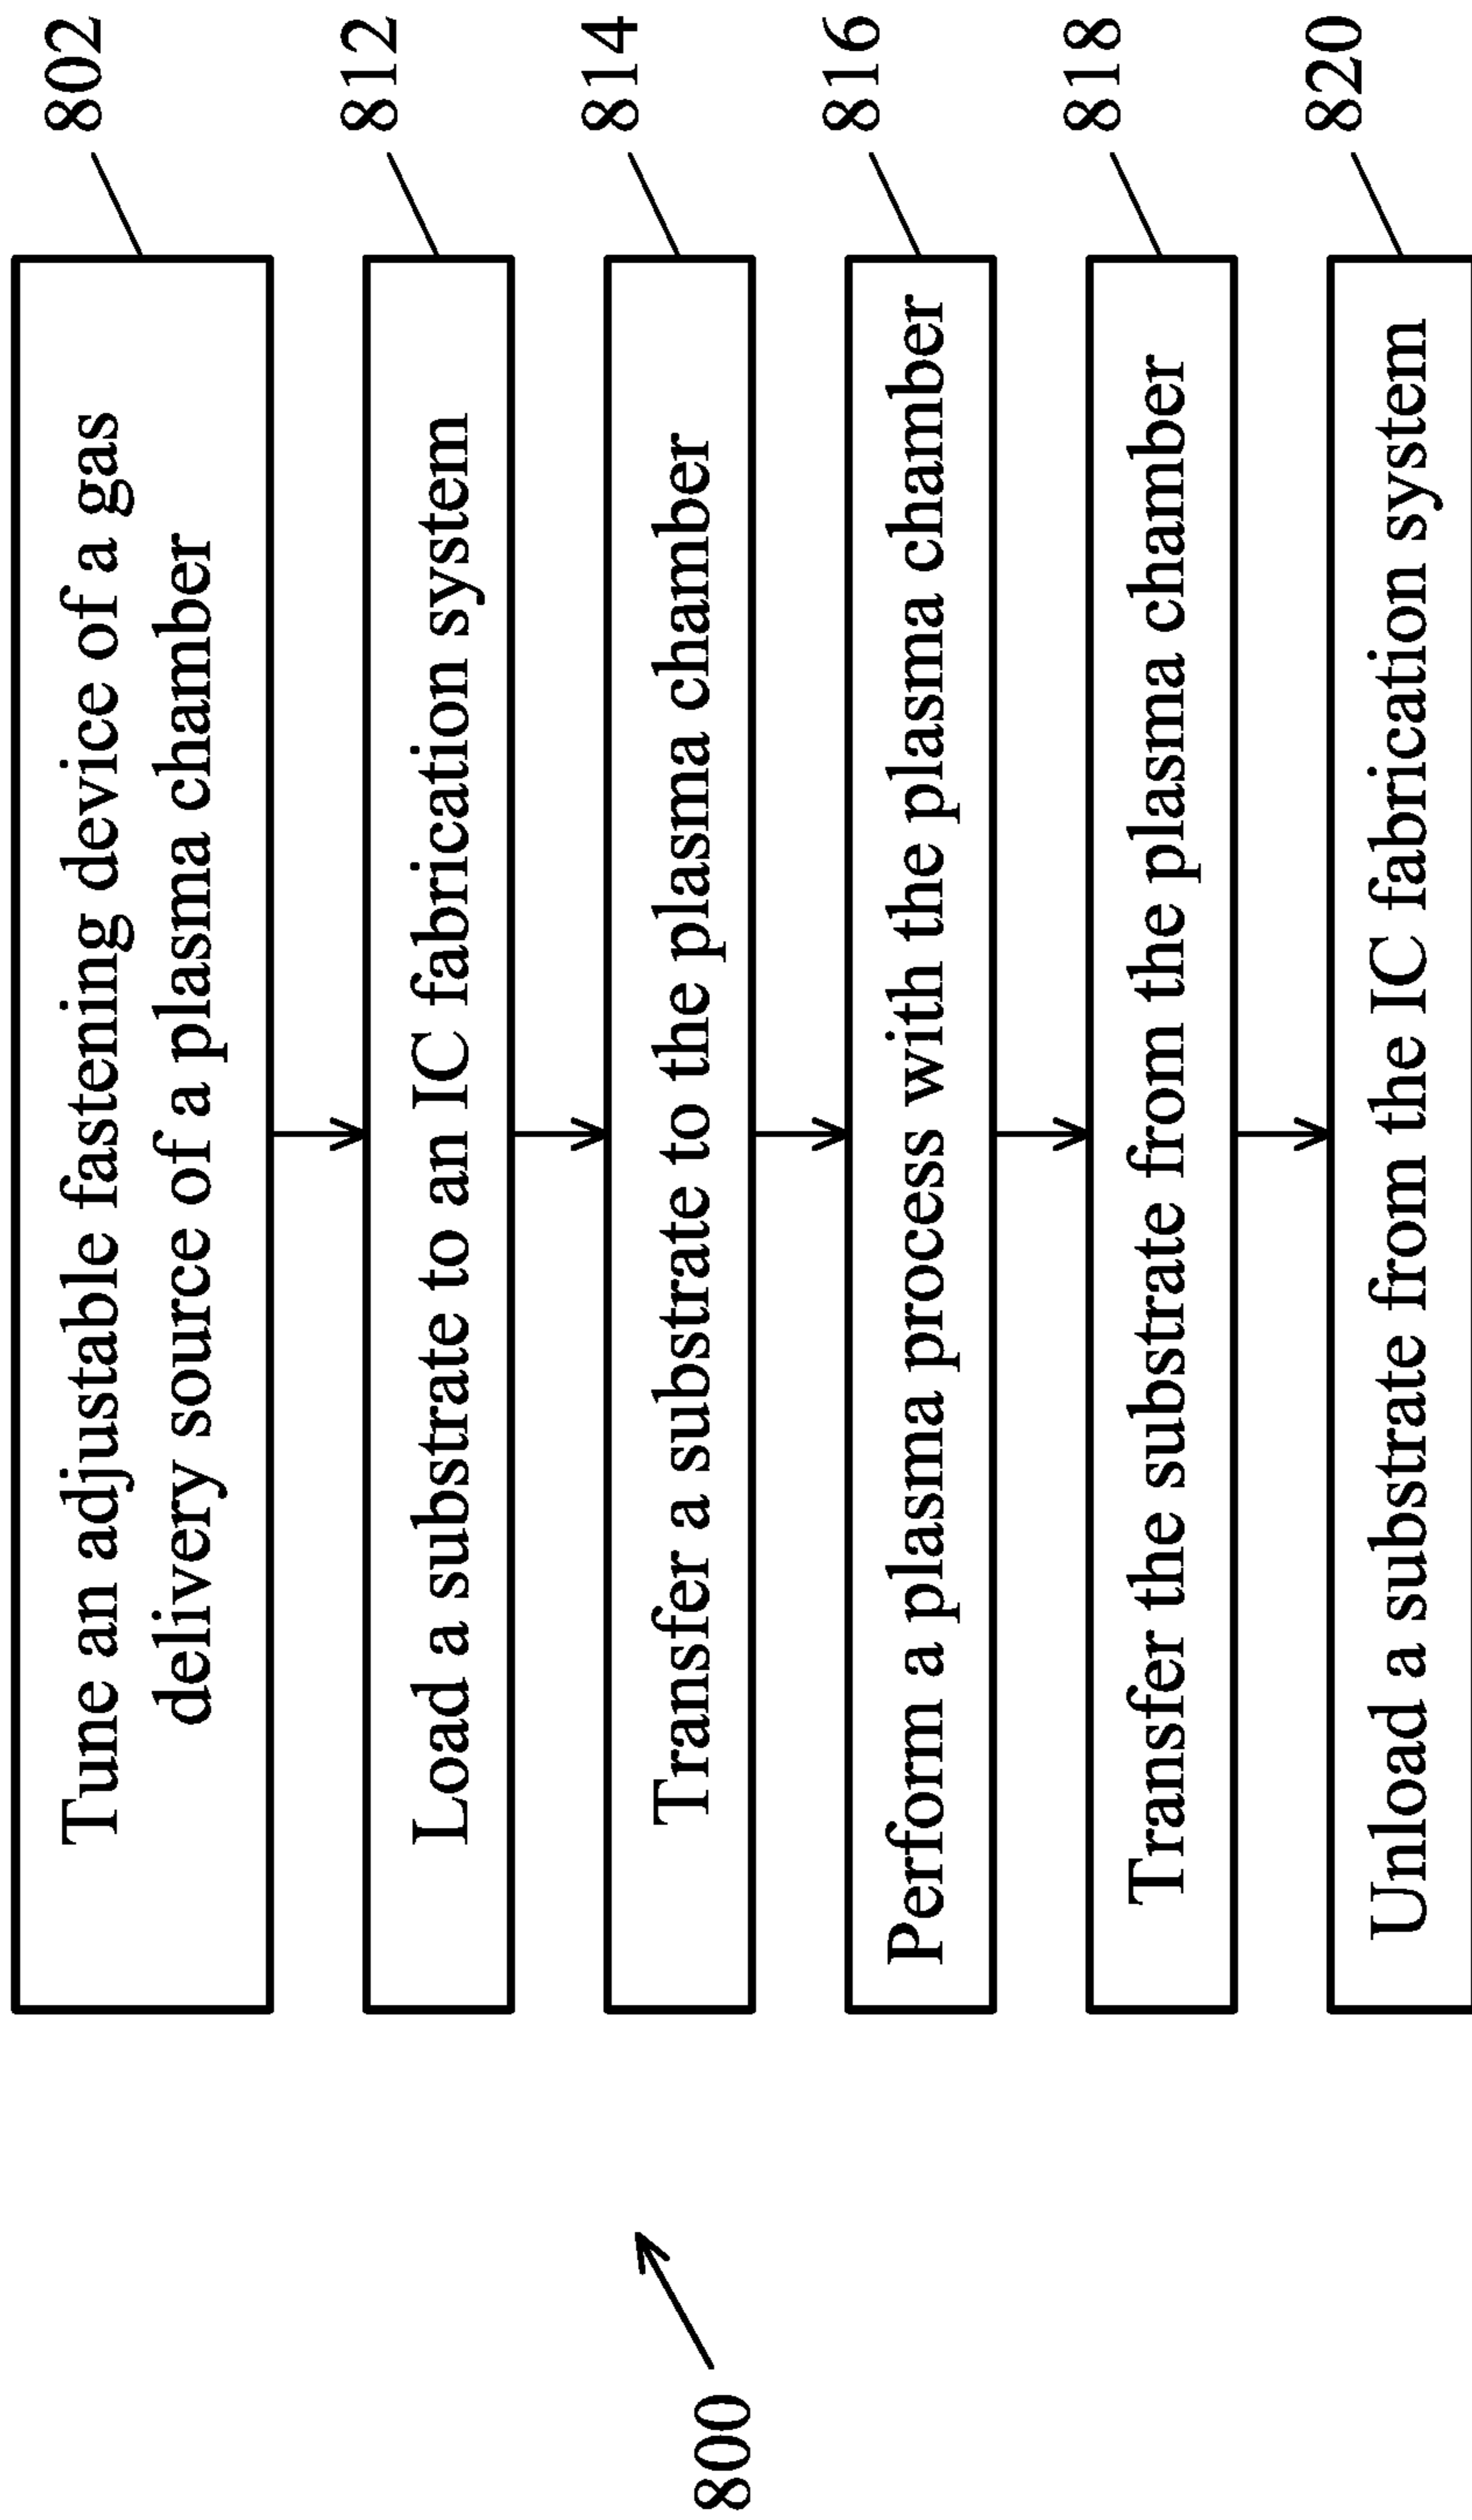 Tune an adjustable fastening device of a gas
delivery source of a plasma chamber
802
Load a substrate to an IC fabrication system
812
Transfer a substrate to the plasma chamber
814
Perform a plasma process with the plasma chamber
816
Transfer the substrate from the plasma chamber
818
Unload a substrate from the IC fabrication system
820
800